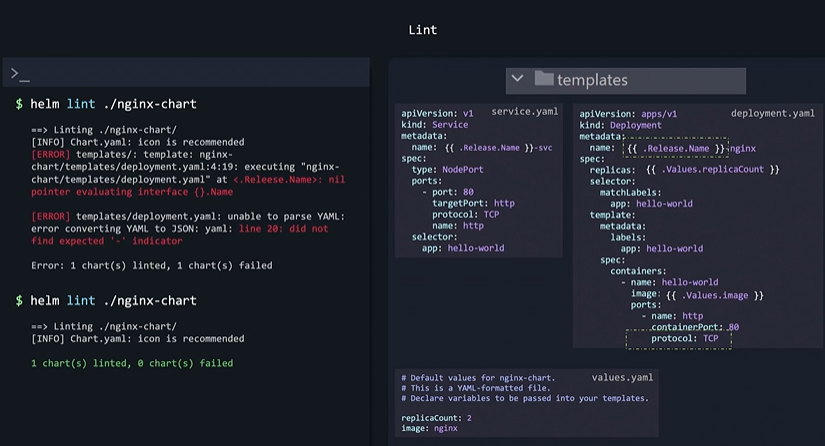 Lint
>_
$ helm lint ./nginx-chart
==> Linting ./nginx-chart/
[INFO] Chart.yaml: icon is recommended
[ERROR] templates/: template: nginx-
chart/templates/deployment.yaml:4:19: executing "nginx-
chart/templates/deployment.yaml" at <.Releese.Name>: nil
pointer evaluating interface {}.Name
[ERROR] templates/deployment.yaml: unable to parse YAML:
error converting YAML to JSON: yaml: line 20: did not
find expected '-' indicator
Error: 1 chart(s) linted, 1 chart(s) failed
$ helm lint ./nginx-chart
==> Linting ./nginx-chart/
[INFO] Chart.yaml: icon is recommended
1 chart(s) linted, 0 chart(s) failed
templates
service.yaml
apiVersion: v1
kind: Service
metadata:
  name: {{ .Release.Name }}-svc
spec:
  type: NodePort
  ports:
    - port: 80
      targetPort: http
      protocol: TCP
      name: http
  selector:
    app: hello-world
deployment.yaml
apiVersion: apps/v1
kind: Deployment
metadata:
  name: {{ .Release.Name }}-nginx
spec:
  replicas: {{ .Values.replicaCount }}
  selector:
    matchLabels:
      app: hello-world
  template:
    metadata:
      labels:
        app: hello-world
    spec:
      containers:
        - name: hello-world
          image: {{ .Values.image }}
          ports:
            - name: http
              containerPort: 80
              protocol: TCP
values.yaml
# Default values for nginx-chart.
# This is a YAML-formatted file.
# Declare variables to be passed into your templates.
replicaCount: 2
image: nginx